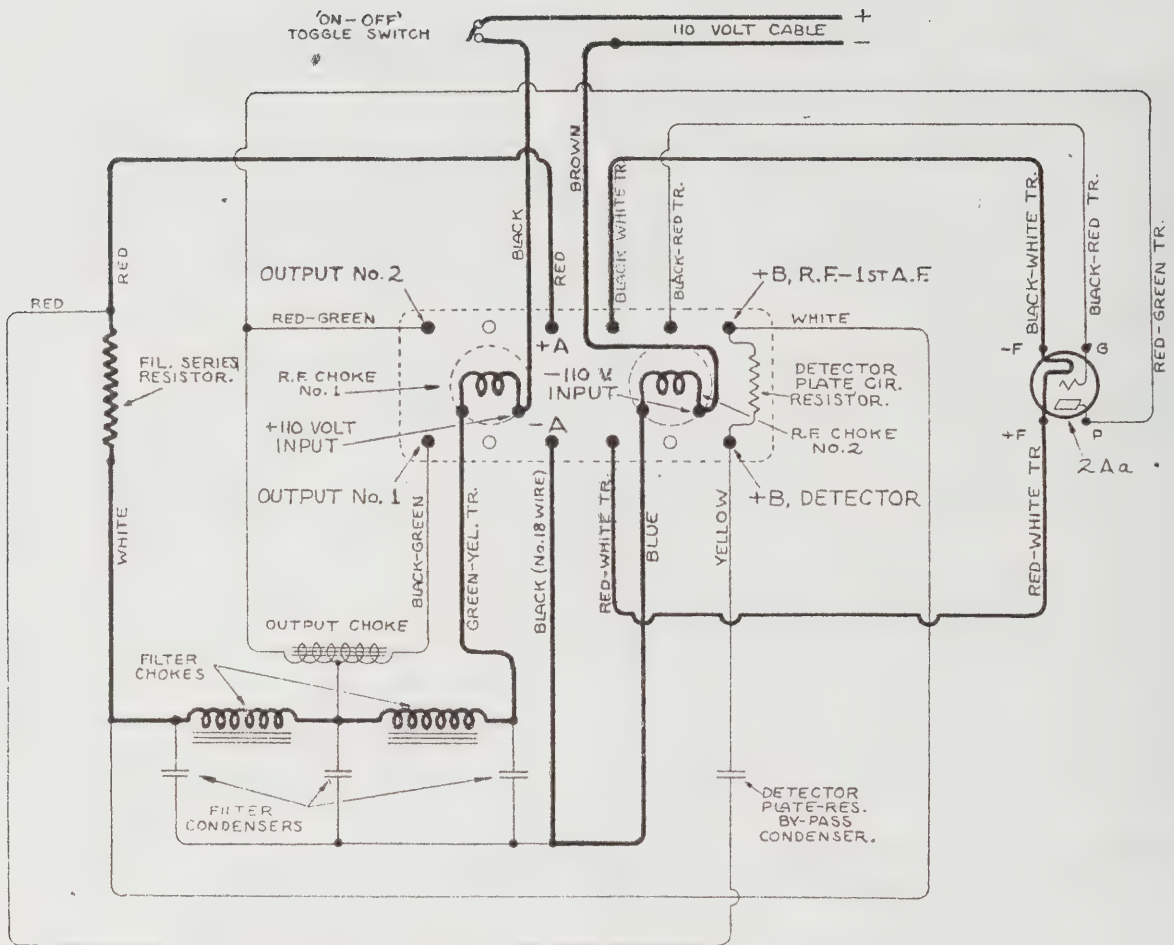 'ON-OFF'
TOGGLE SWITCH
+
110 VOLT CABLE
-
BROWN
BLACK
RED
BLACK WHITE TR.
BLACK-RED TR.
BLACK-WHITE TR.
BLACK-RED TR.
RED-GREEN TR.
RED
RED
OUTPUT No. 2
+B, R.F.-1ST A.F.
RED-GREEN
WHITE
+A
FIL. SERIES
RESISTOR.
R.F. CHOKE
No. 1
-110 V.
INPUT
DETECTOR
PLATE CIR.
RESISTOR.
-F
G
+110 VOLT
INPUT
-A
R.F. CHOKE
No. 2
+F
P
2Aa
OUTPUT No. 1
+B, DETECTOR
WHITE
BLACK-GREEN
GREEN-YEL. TR.
BLACK (No. 18 WIRE)
RED-WHITE TR.
BLUE
YELLOW
RED-WHITE TR.
OUTPUT CHOKE
FILTER
CHOKES
FILTER
CONDENSERS
DETECTOR
PLATE-RES.
BY-PASS
CONDENSER.